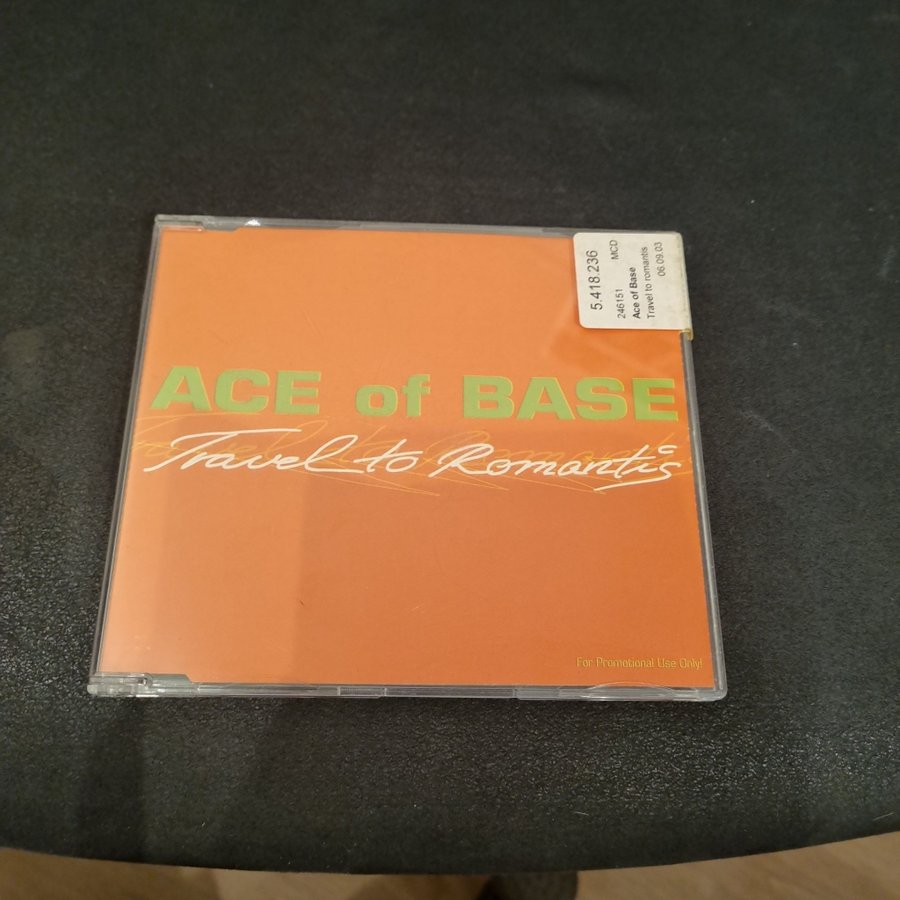 5.418.236
246151 MCD
Ace of Base
Travel to romantis
06.09.03
ACE of BASE
Travel to Romantis
For Promotional Use Only!